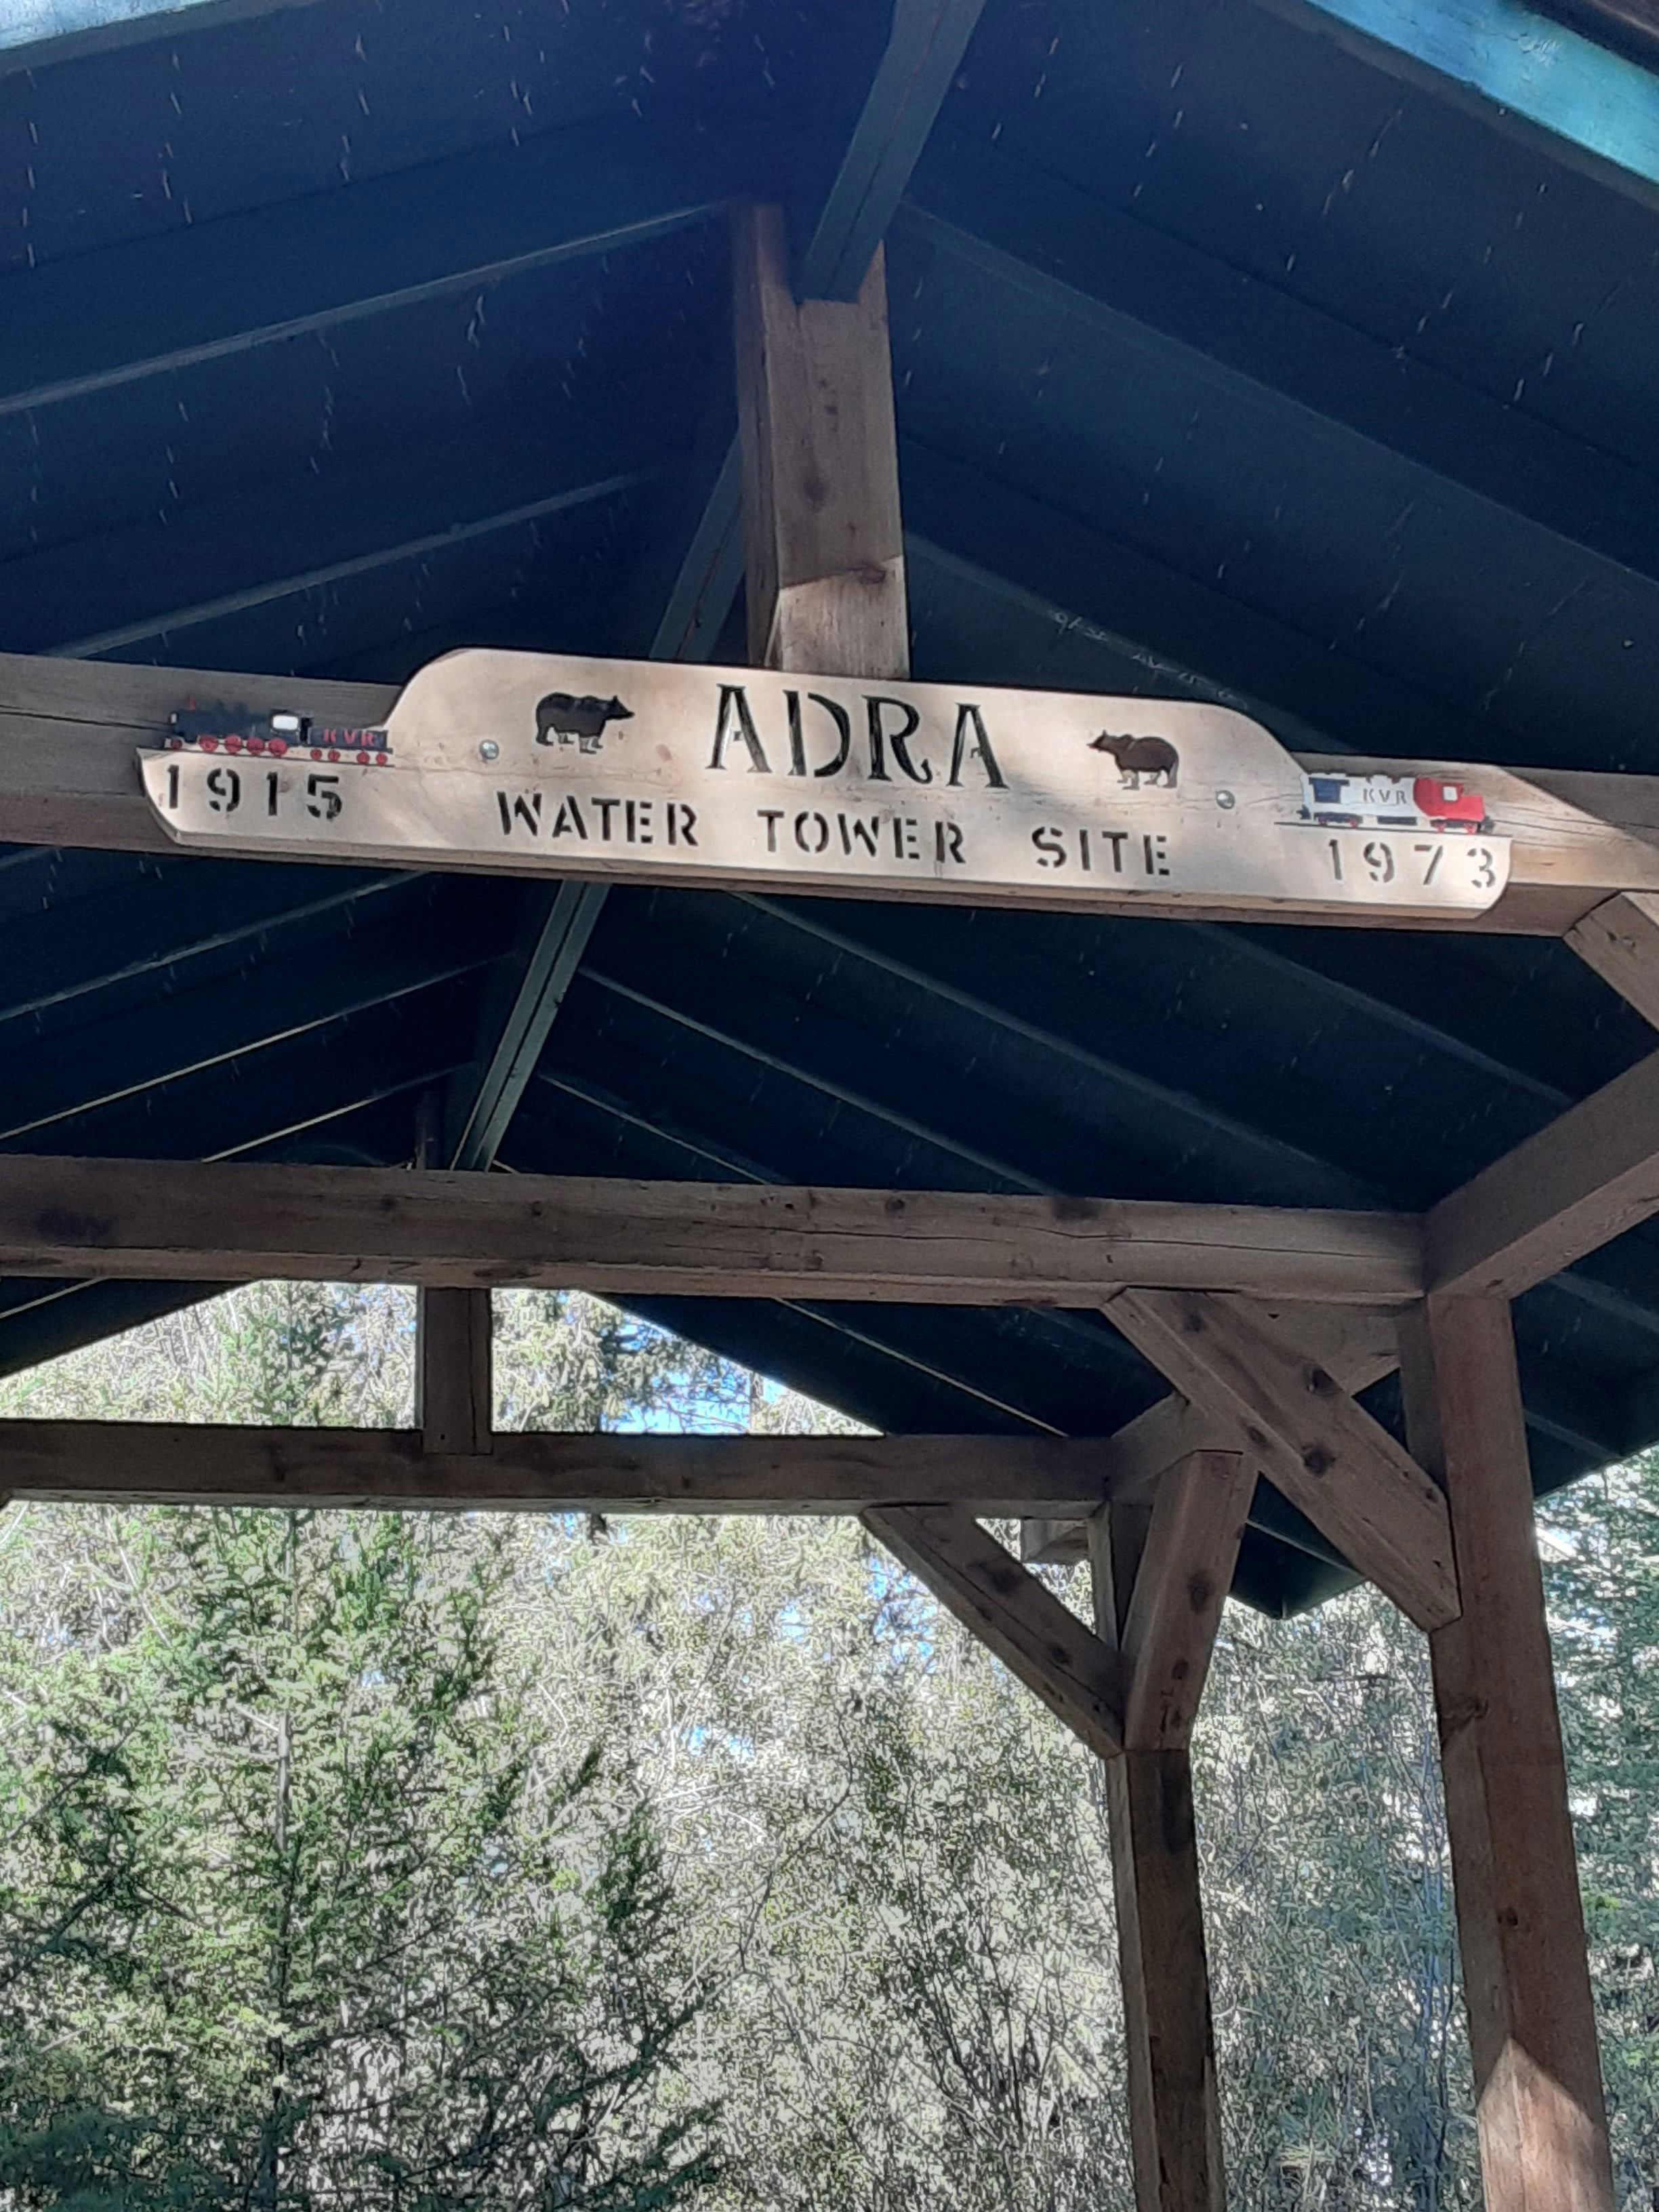 ADRA
KVR
KVR
1915 WATER TOWER SITE 1973